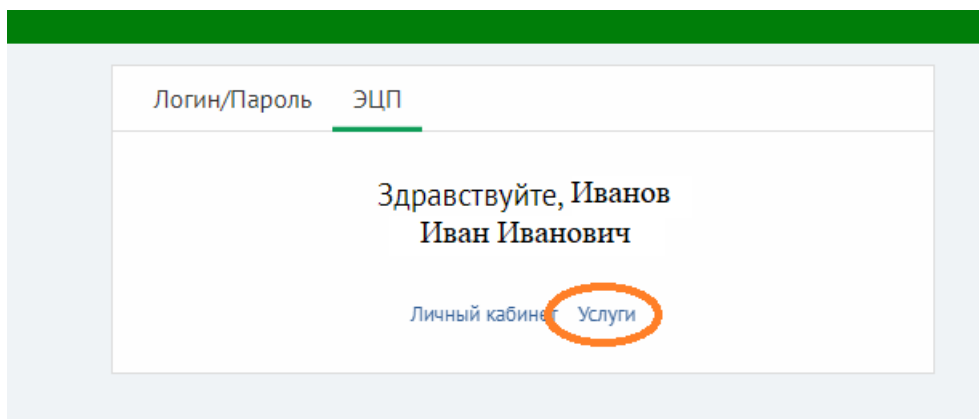 Логин/Пароль ЭЦП
Здравствуйте, Иванов
Иван Иванович
Личный кабинет Услуги